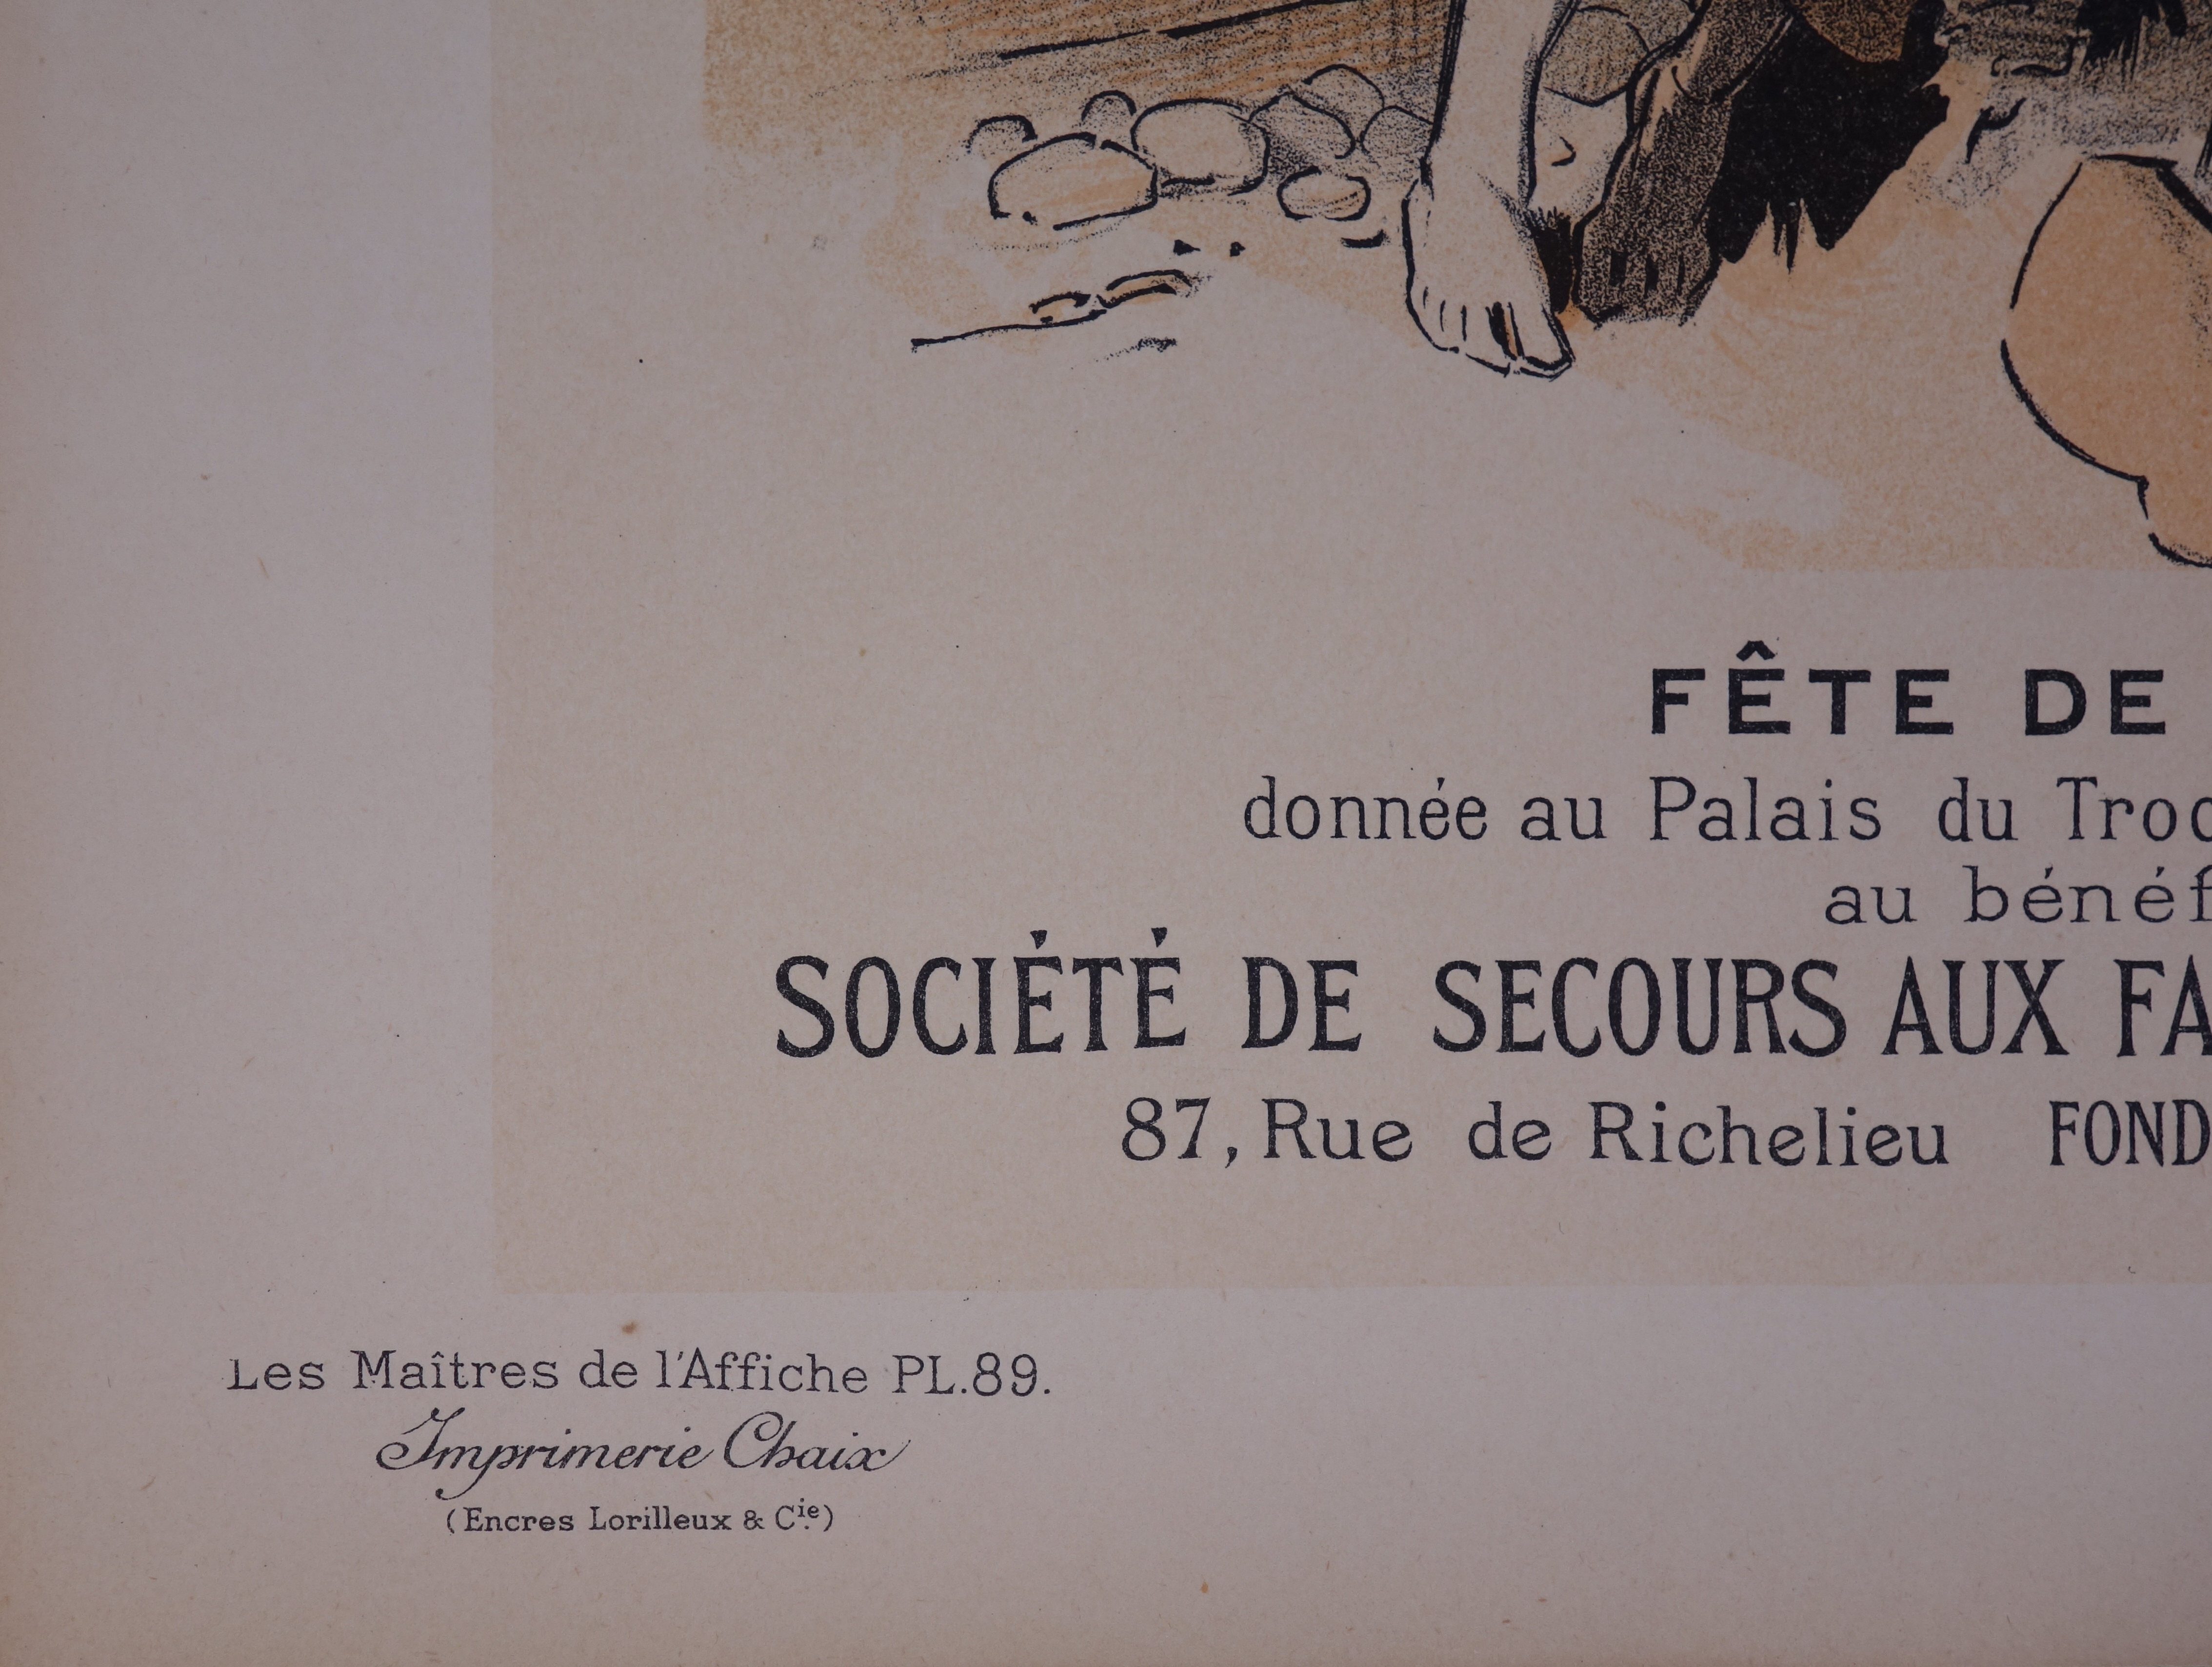 FÊTE DE
donnée au Palais du Troc
au bénéf
SOCIÉTÉ DE SECOURS AUX FA
87, Rue de Richelieu FOND
Les Maîtres de l'Affiche PL.89.
Imprimerie Chaix
(Encres Lorilleux & Cie)